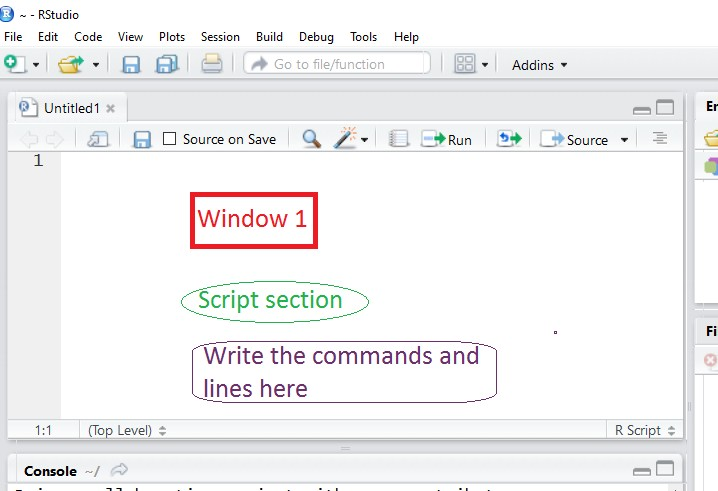 ~ - RStudio
File Edit Code View Plots Session Build Debug Tools Help
Go to file/function Addins
Untitled1
Source on Save Run Source
1
Window 1
Script section
Write the commands and
lines here
1:1 (Top Level) R Script
Console ~/